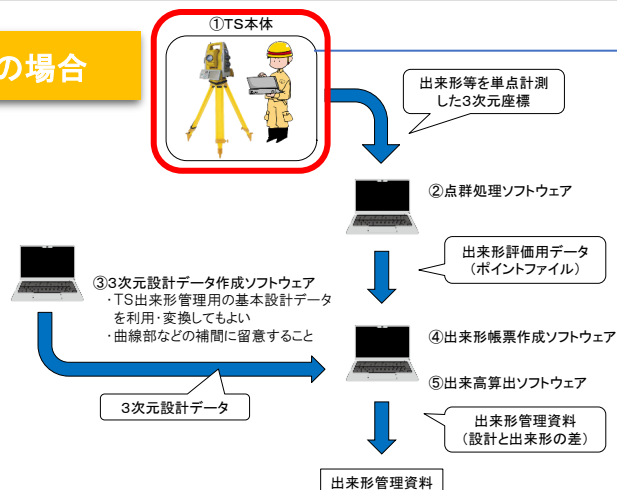 の場合
①TS本体
出来形等を単点計測
した3次元座標
②点群処理ソフトウェア
出来形評価用データ
（ポイントファイル）
③3次元設計データ作成ソフトウェア
・TS出来形管理用の基本設計データ
を利用・変換してもよい
・曲線部などの補間に留意すること
④出来形帳票作成ソフトウェア
⑤出来高算出ソフトウェア
3次元設計データ
出来形管理資料
（設計と出来形の差）
出来形管理資料